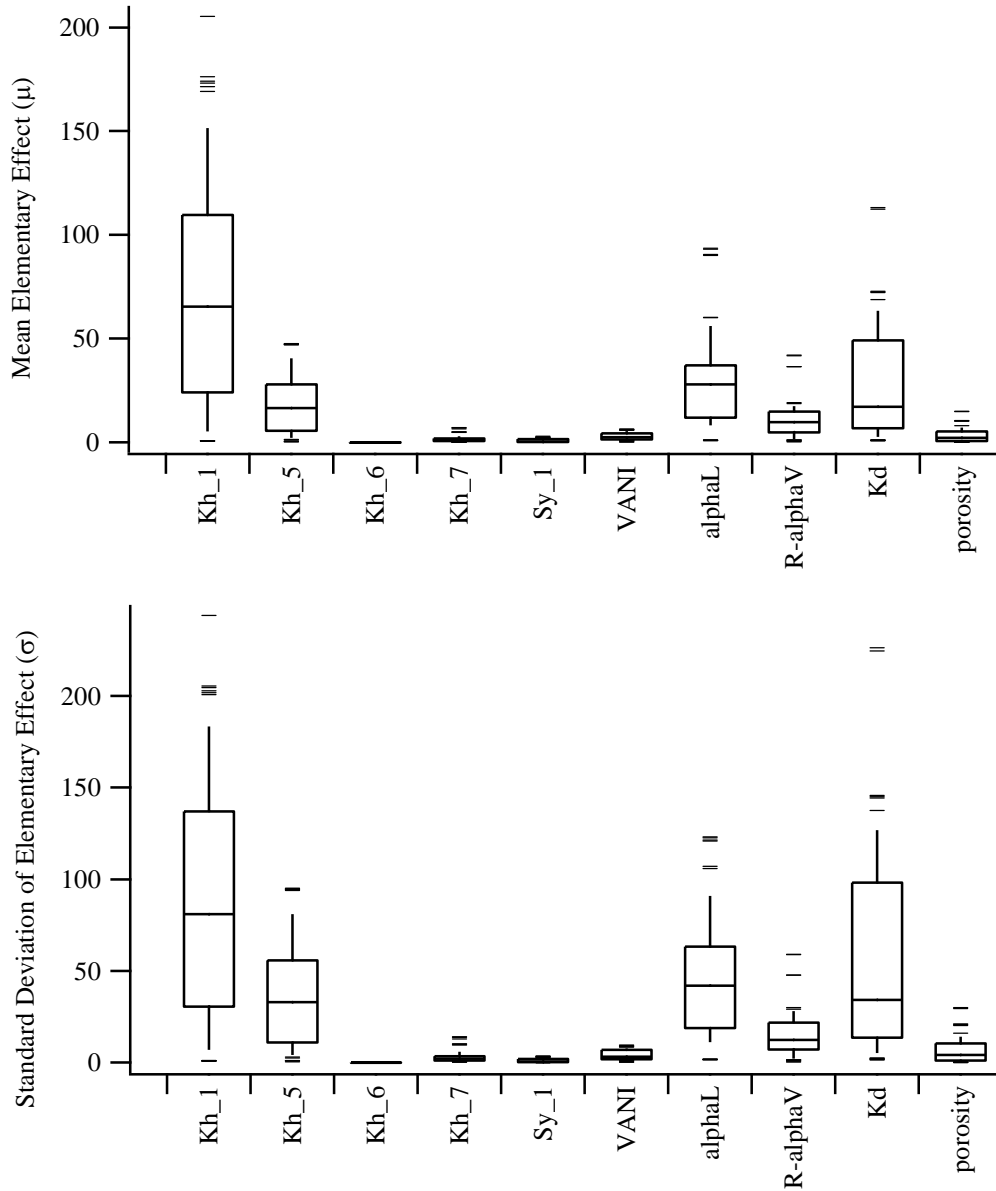 Mean Elementary Effect (μ)
200
150
100
50
0
Kh_1
Kh_5
Kh_6
Kh_7
Sy_1
VANI
alphaL
R-alphaV
Kd
porosity
Standard Deviation of Elementary Effect (σ)
200
150
100
50
0
Kh_1
Kh_5
Kh_6
Kh_7
Sy_1
VANI
alphaL
R-alphaV
Kd
porosity